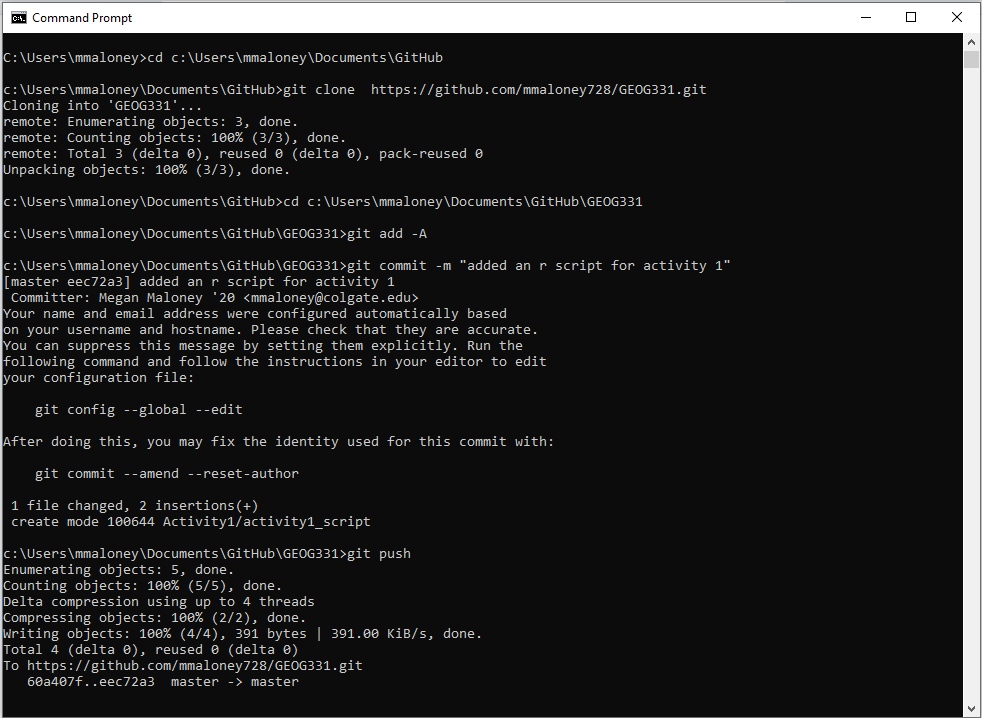 Command Prompt
C:\Users\mmaloney>cd c:\Users\mmaloney\Documents\GitHub
c:\Users\mmaloney\Documents\GitHub>git clone  https://github.com/mmaloney728/GEOG331.git
Cloning into 'GEOG331'...
remote: Enumerating objects: 3, done.
remote: Counting objects: 100% (3/3), done.
remote: Total 3 (delta 0), reused 0 (delta 0), pack-reused 0
Unpacking objects: 100% (3/3), done.
c:\Users\mmaloney\Documents\GitHub>cd c:\Users\mmaloney\Documents\GitHub\GEOG331
c:\Users\mmaloney\Documents\GitHub\GEOG331>git add -A
c:\Users\mmaloney\Documents\GitHub\GEOG331>git commit -m "added an r script for activity 1"
[master eec72a3] added an r script for activity 1
 Committer: Megan Maloney '20 <mmaloney@colgate.edu>
Your name and email address were configured automatically based
on your username and hostname. Please check that they are accurate.
You can suppress this message by setting them explicitly. Run the
following command and follow the instructions in your editor to edit
your configuration file:
    git config --global --edit
After doing this, you may fix the identity used for this commit with:
    git commit --amend --reset-author
 1 file changed, 2 insertions(+)
 create mode 100644 Activity1/activity1_script
c:\Users\mmaloney\Documents\GitHub\GEOG331>git push
Enumerating objects: 5, done.
Counting objects: 100% (5/5), done.
Delta compression using up to 4 threads
Compressing objects: 100% (2/2), done.
Writing objects: 100% (4/4), 391 bytes | 391.00 KiB/s, done.
Total 4 (delta 0), reused 0 (delta 0)
To https://github.com/mmaloney728/GEOG331.git
   60a407f..eec72a3  master -> master